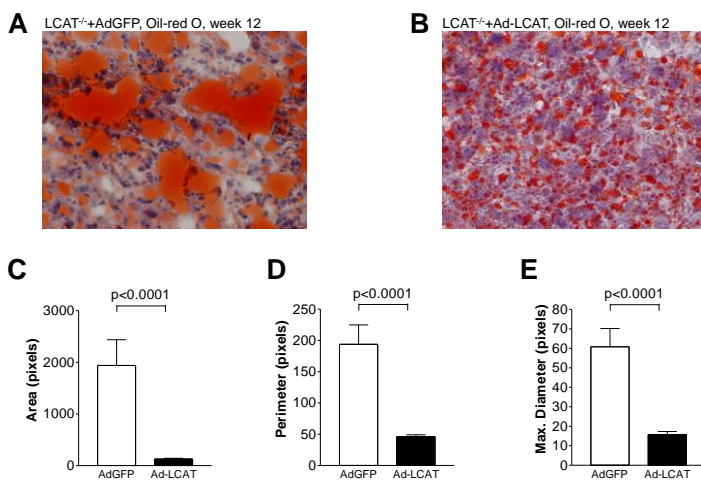 A
LCAT-/-+AdGFP, Oil-red O, week 12
B
LCAT-/-+Ad-LCAT, Oil-red O, week 12
C
p<0.0001
Area (pixels)
3000
2000
1000
0
AdGFP
Ad-LCAT
D
p<0.0001
Perimeter (pixels)
250
200
150
100
50
0
AdGFP
Ad-LCAT
E
p<0.0001
Max. Diameter (pixels)
80
70
60
50
40
30
20
10
0
AdGFP
Ad-LCAT